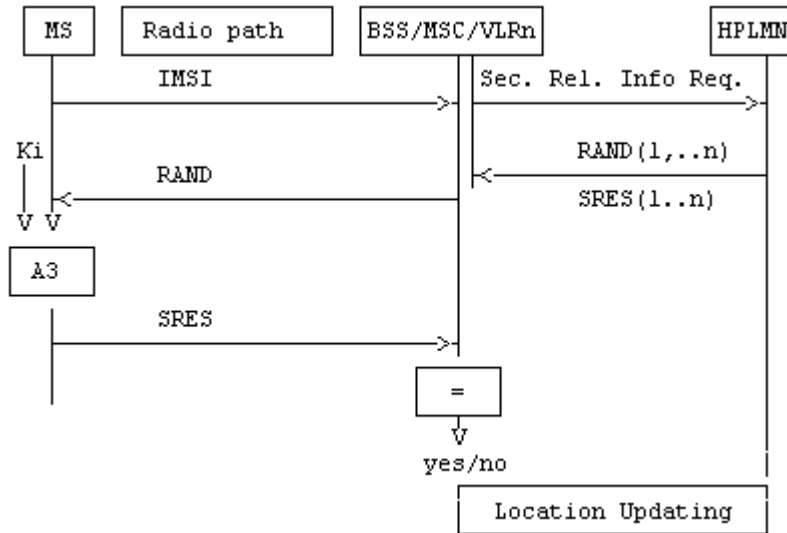 MS
Radio path
BSS/MSC/VLRn
HPLMN
IMSI
Sec. Rel. Info Req.
Ki
RAND
RAND(1,..n)
SRES(1..n)
V V
A3
SRES
=
V
yes/no
Location Updating